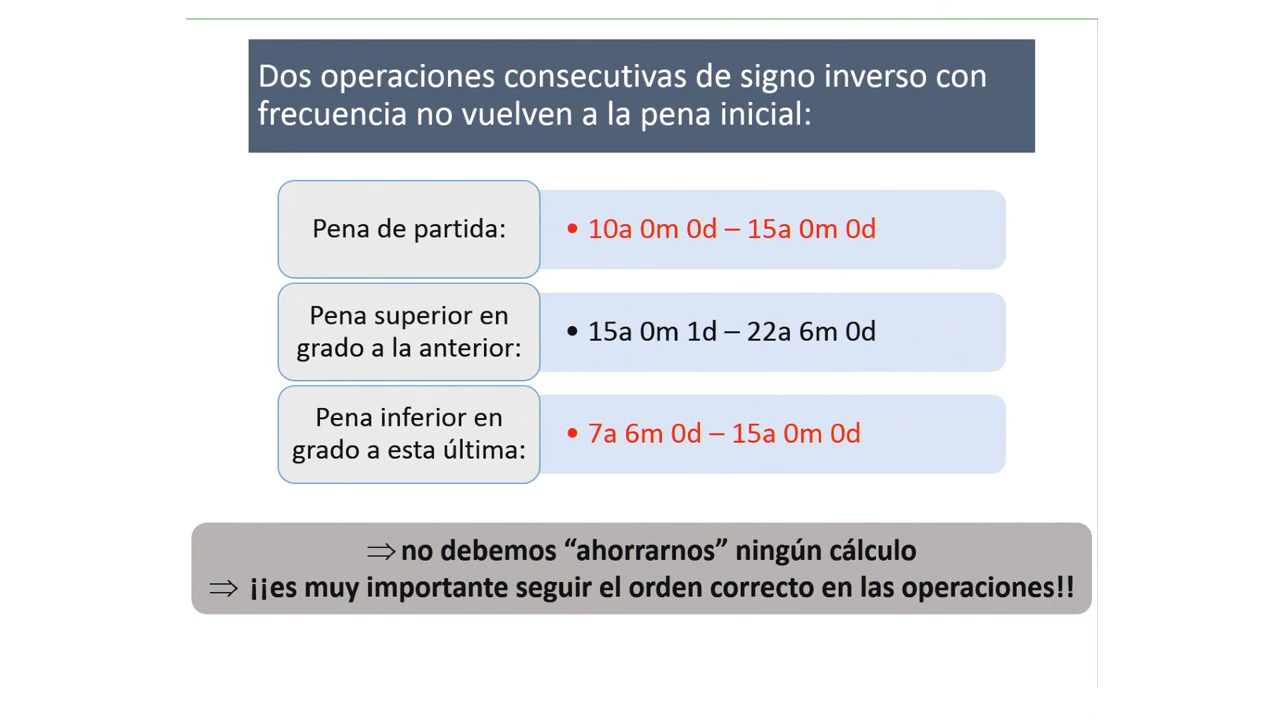 Dos operaciones consecutivas de signo inverso con
frecuencia no vuelven a la pena inicial:
Pena de partida:
• 10a 0m 0d – 15a 0m 0d
Pena superior en
grado a la anterior:
• 15a 0m 1d – 22a 6m 0d
Pena inferior en
grado a esta última:
• 7a 6m 0d – 15a 0m 0d
⇒ no debemos “ahorrarnos” ningún cálculo
⇒ ¡¡es muy importante seguir el orden correcto en las operaciones!!